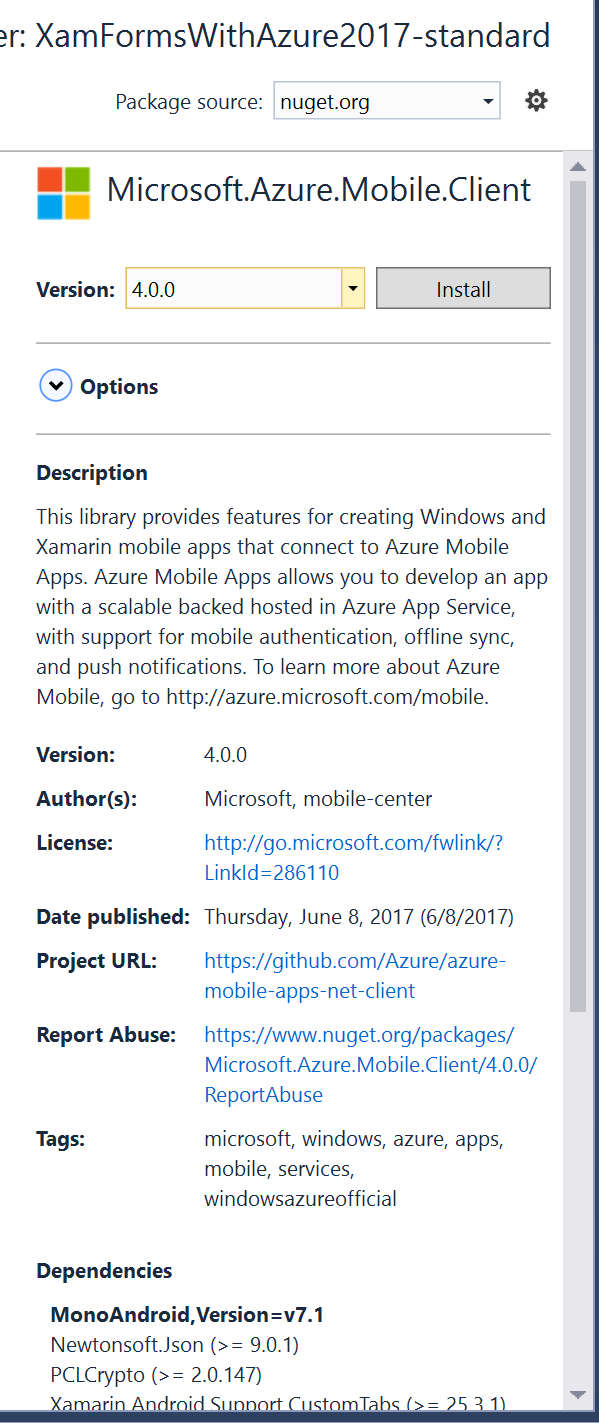 er: XamFormsWithAzure2017-standard
Package source: nuget.org
Microsoft.Azure.Mobile.Client
Version: 4.0.0 Install
Options
Description
This library provides features for creating Windows and
Xamarin mobile apps that connect to Azure Mobile
Apps. Azure Mobile Apps allows you to develop an app
with a scalable backed hosted in Azure App Service,
with support for mobile authentication, offline sync,
and push notifications. To learn more about Azure
Mobile, go to http://azure.microsoft.com/mobile.
Version: 4.0.0
Author(s): Microsoft, mobile-center
License: http://go.microsoft.com/fwlink/?
LinkId=286110
Date published: Thursday, June 8, 2017 (6/8/2017)
Project URL: https://github.com/Azure/azure-
mobile-apps-net-client
Report Abuse: https://www.nuget.org/packages/
Microsoft.Azure.Mobile.Client/4.0.0/
ReportAbuse
Tags: microsoft, windows, azure, apps,
mobile, services,
windowsazureofficial
Dependencies
MonoAndroid,Version=v7.1
Newtonsoft.Json (>= 9.0.1)
PCLCrypto (>= 2.0.147)
Xamarin.Android.Support.CustomTabs (>= 25.3.1)